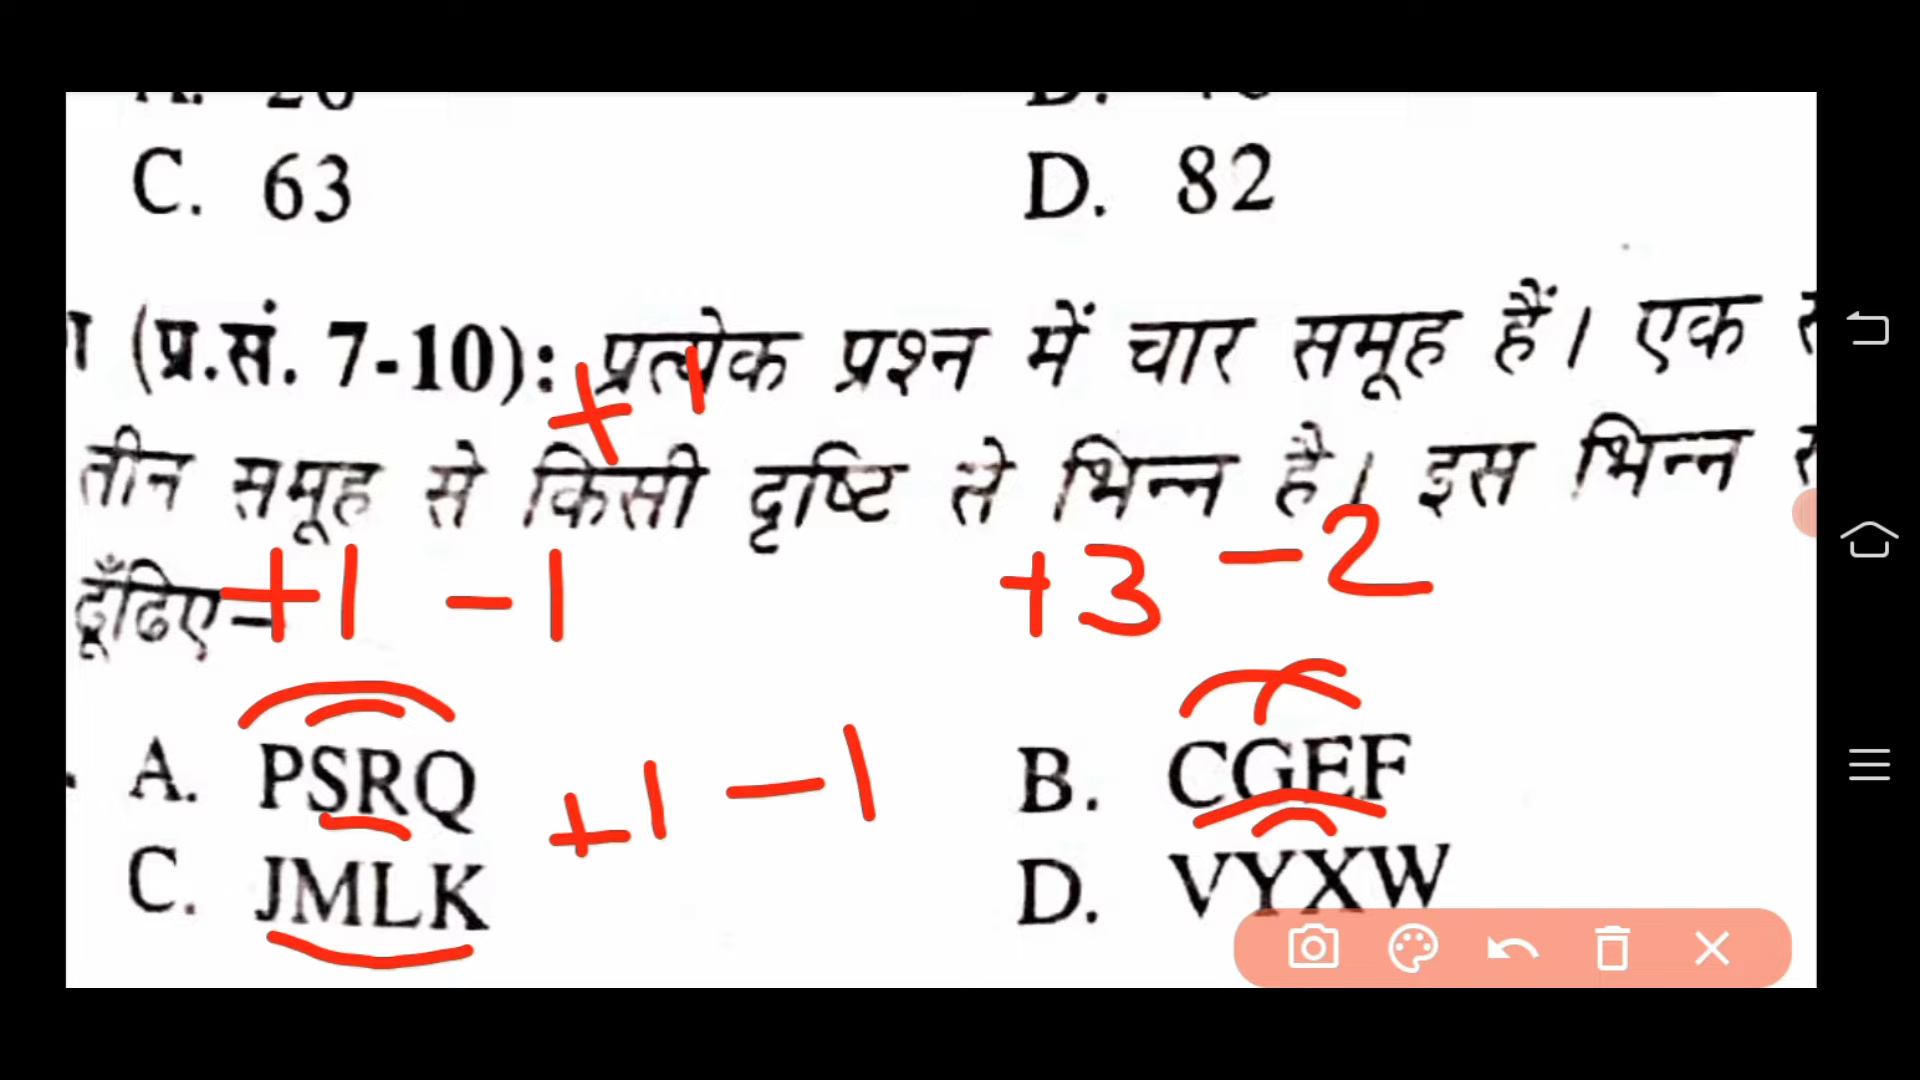 C. 63 D. 82
(प्र.सं. 7-10): प्रत्येक प्रश्न में चार समूह हैं। एक
+ 1
तीन समूह से किसी दृष्टि ते भिन्न है। इस भिन्न
+1 -1 +3 -2
ढूँढिए-
A. PSRQ B. CGEF
+1 -1
C. JMLK D. VYXW